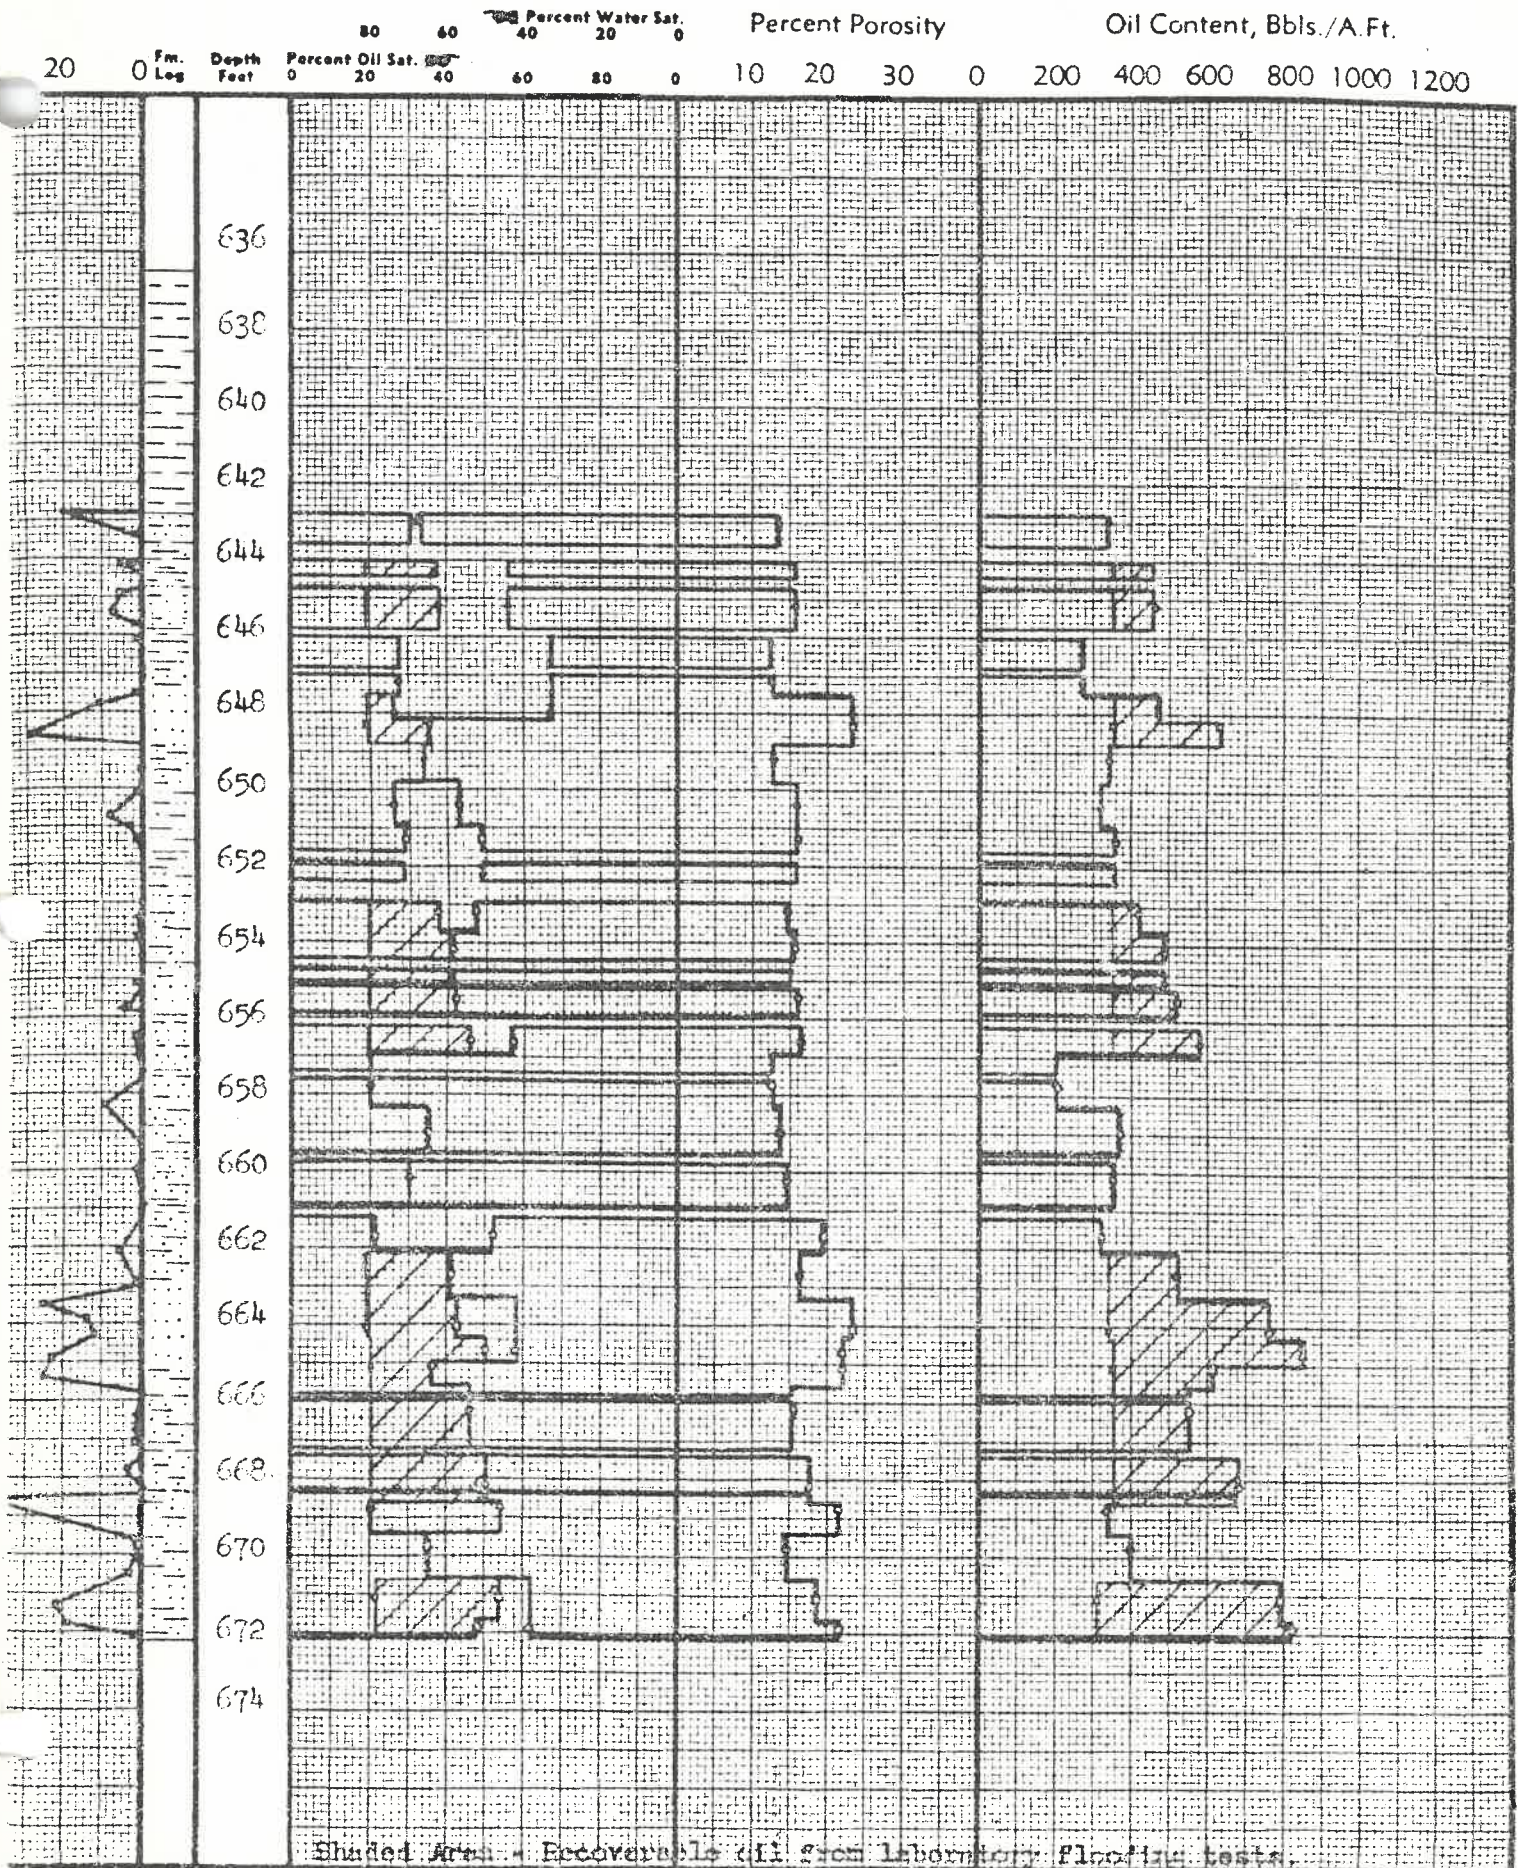 Percent Water Sat.
80 60 40 20 0
Percent Porosity
Oil Content, Bbls./A.Ft.
20 0
Fm. Log
Depth Feet
Percent Oil Sat.
0 20 40 60 80 0
10 20 30 0
200 400 600 800 1000 1200
636
638
640
642
644
646
648
650
652
654
656
658
660
662
664
666
668
670
672
674
Shaded Area - Recoverable oil from laboratory flooding tests.